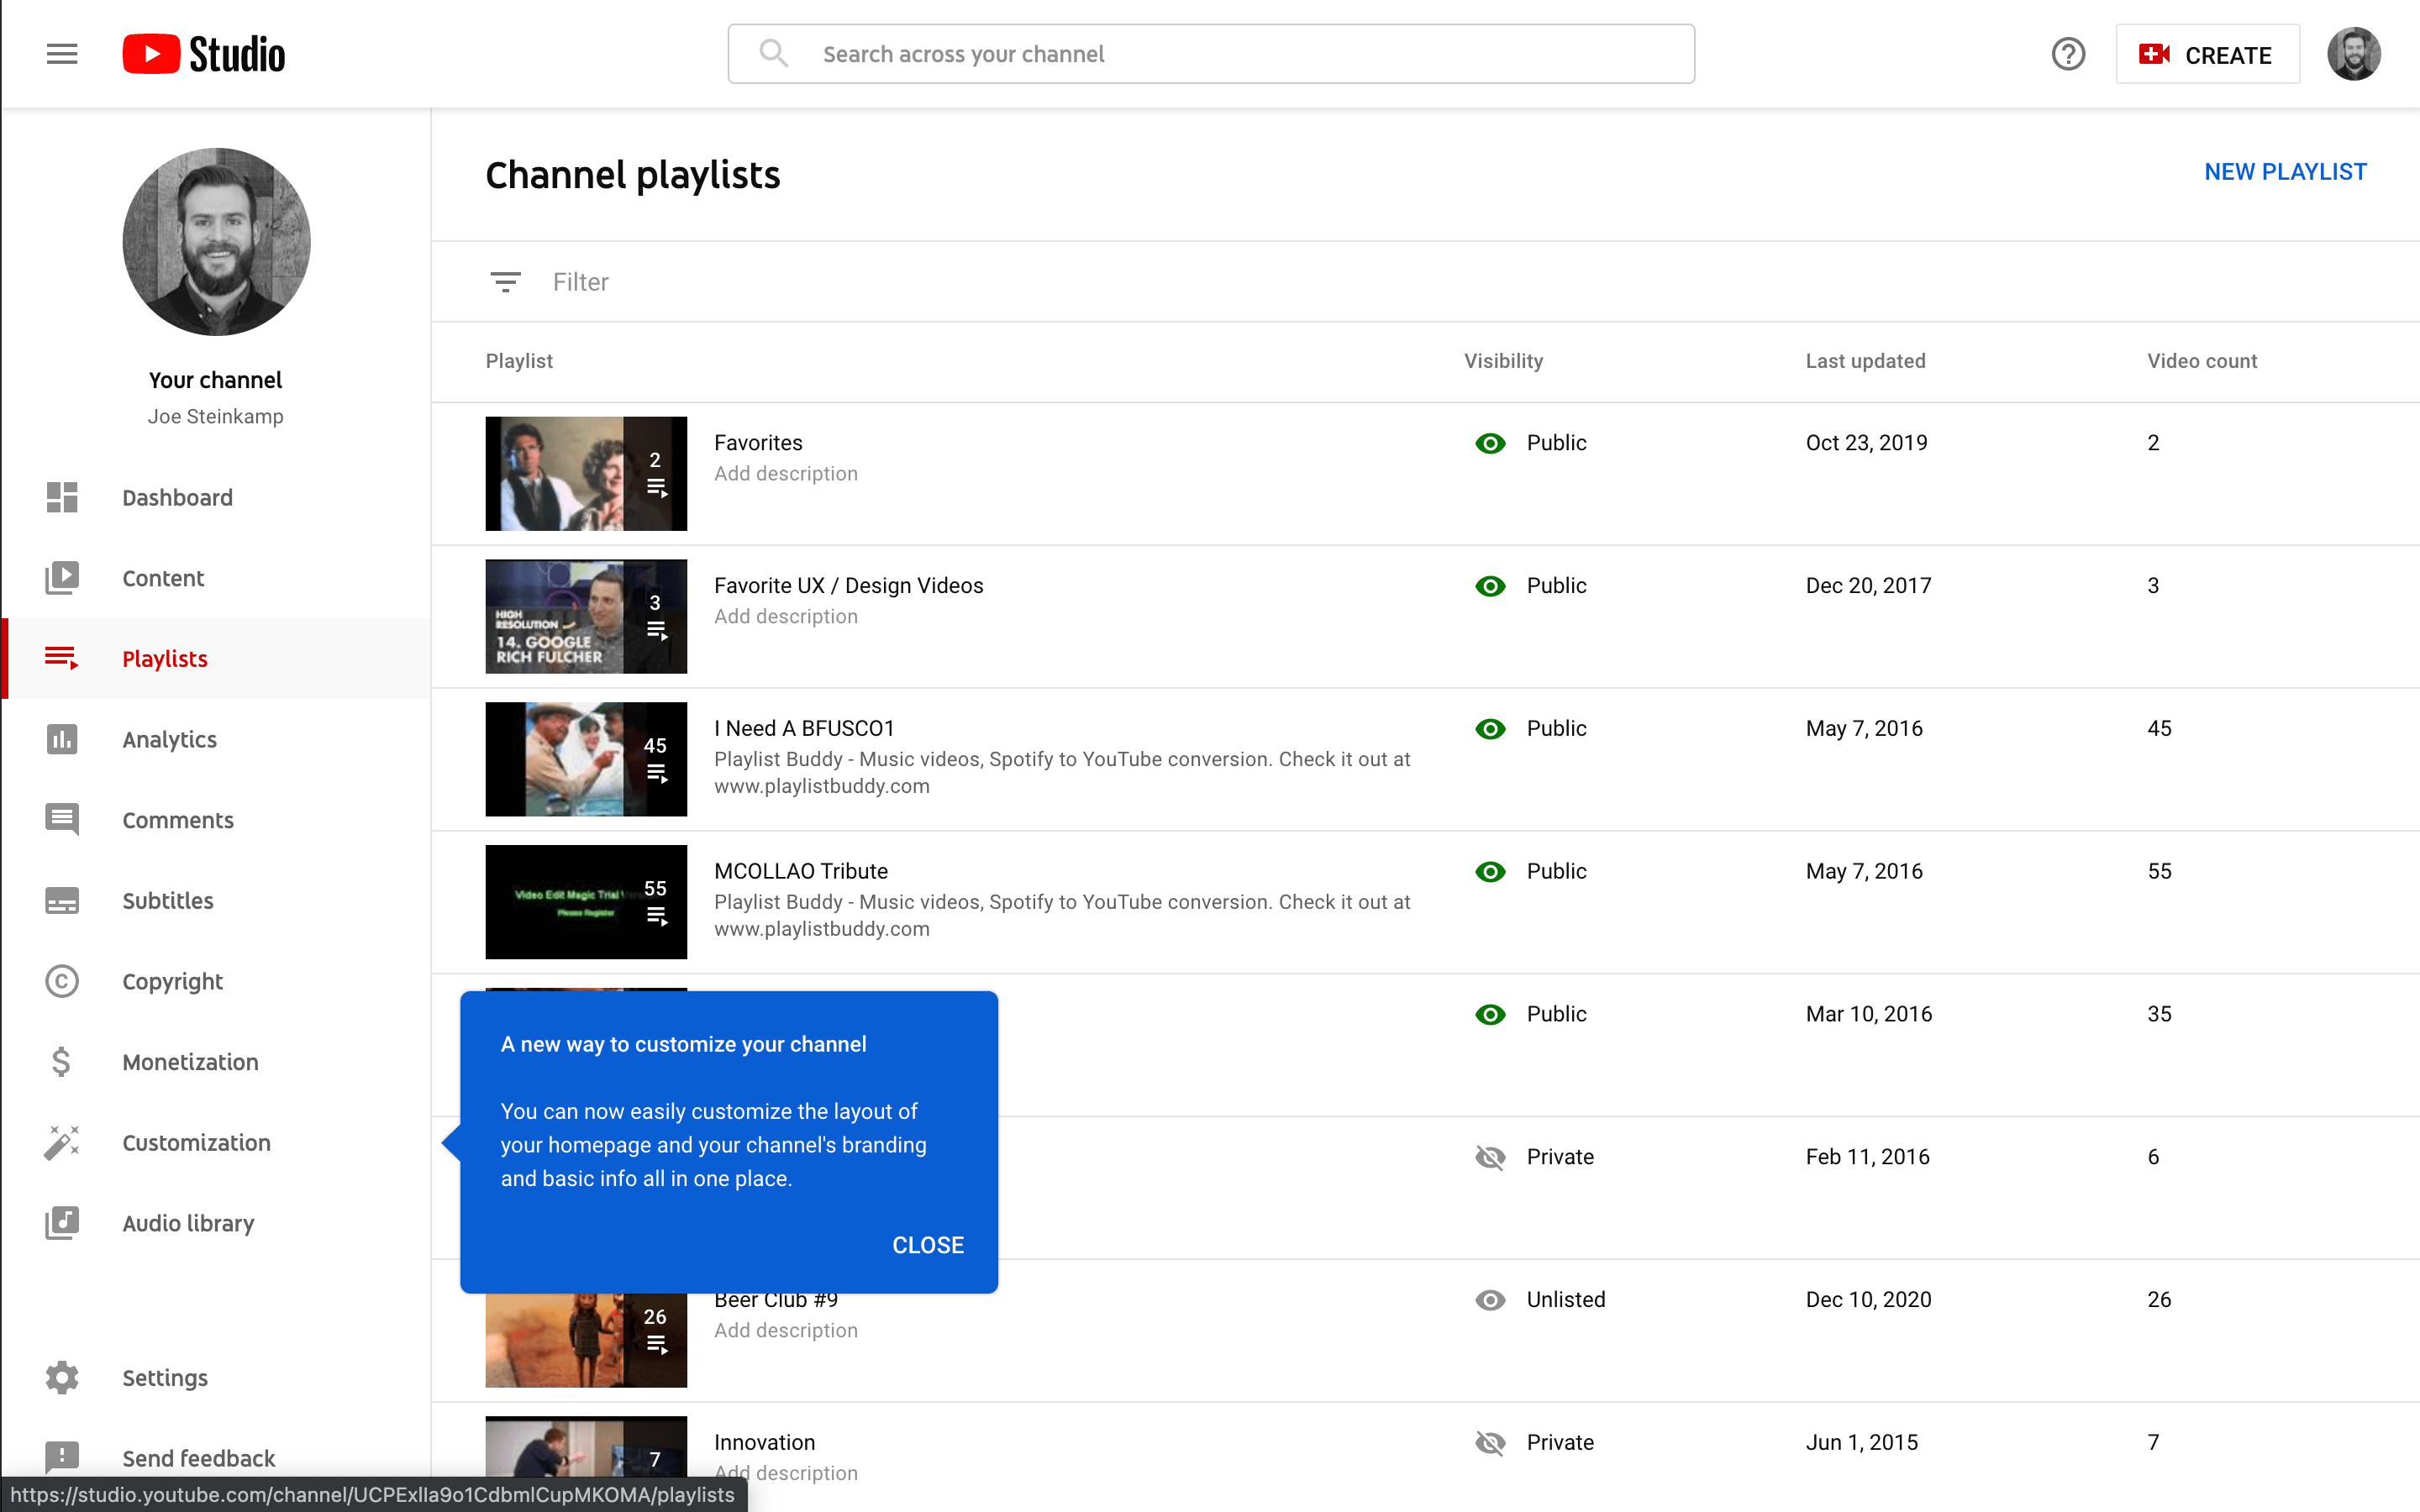 Studio
Search across your channel
CREATE
Your channel
Joe Steinkamp
Dashboard
Content
Playlists
Analytics
Comments
Subtitles
Copyright
Monetization
Customization
Audio library
Settings
Send feedback
Channel playlists
NEW PLAYLIST
Filter
Playlist Visibility Last updated Video count
2
Favorites
Add description
Public Oct 23, 2019 2
HIGH
RESOLUTION
14. GOOGLE
RICH FULCHER
3
Favorite UX / Design Videos
Add description
Public Dec 20, 2017 3
45
I Need A BFUSCO1
Playlist Buddy - Music videos, Spotify to YouTube conversion. Check it out at
www.playlistbuddy.com
Public May 7, 2016 45
Video Edit Magic Trial
Please Register
55
MCOLLAO Tribute
Playlist Buddy - Music videos, Spotify to YouTube conversion. Check it out at
www.playlistbuddy.com
Public May 7, 2016 55
Public Mar 10, 2016 35
A new way to customize your channel
You can now easily customize the layout of
your homepage and your channel's branding
and basic info all in one place.
CLOSE
Private Feb 11, 2016 6
26
Beer Club #9
Add description
Unlisted Dec 10, 2020 26
7
Innovation
Add description
Private Jun 1, 2015 7
https://studio.youtube.com/channel/UCPExlIa9o1CdbmlCupMKOMA/playlists